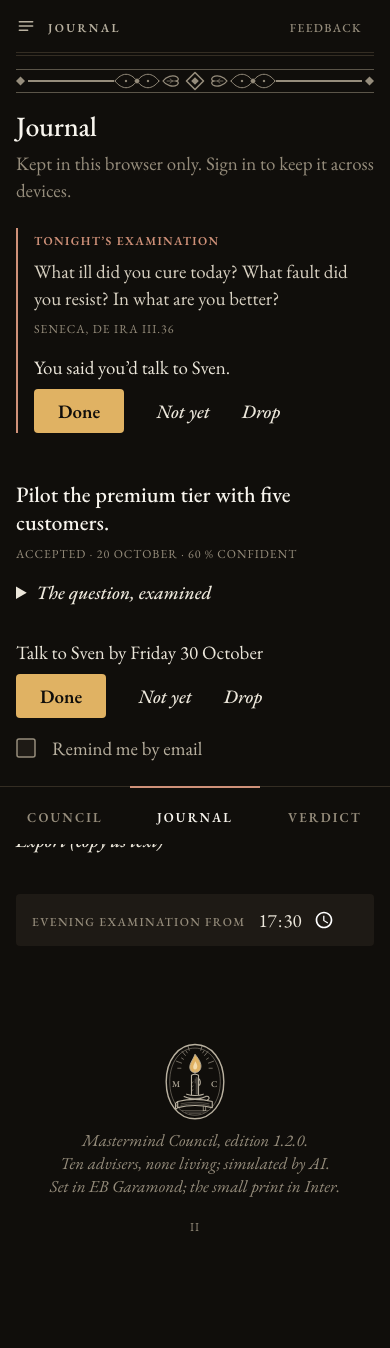 JOURNAL
FEEDBACK
Journal
Kept in this browser only. Sign in to keep it across
devices.
TONIGHT’S EXAMINATION
What ill did you cure today? What fault did
you resist? In what are you better?
SENECA, DE IRA III.36
You said you’d talk to Sven.
Done
Not yet
Drop
Pilot the premium tier with five
customers.
ACCEPTED · 20 OCTOBER · 60 % CONFIDENT
The question, examined
Talk to Sven by Friday 30 October
Done
Not yet
Drop
Remind me by email
COUNCIL
JOURNAL
VERDICT
Export (copy as text)
EVENING EXAMINATION FROM 17:30
M C
Mastermind Council, edition 1.2.0.
Ten advisers, none living; simulated by AI.
Set in EB Garamond; the small print in Inter.
II